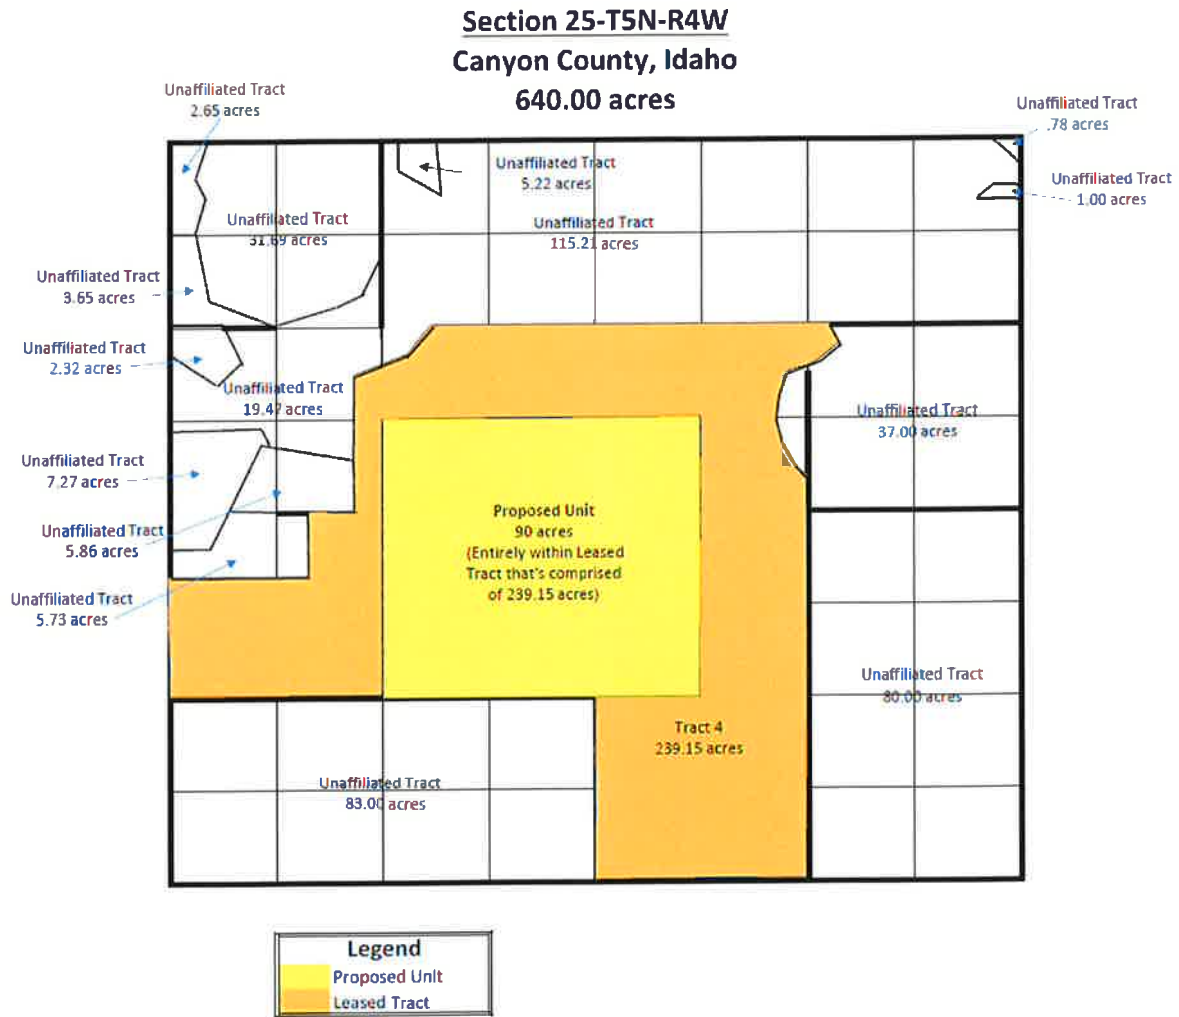 Section 25-T5N-R4W
Canyon County, Idaho
640.00 acres
Unaffiliated Tract
2.65 acres
Unaffiliated Tract
.78 acres
Unaffiliated Tract
5.22 acres
Unaffiliated Tract
1.00 acres
Unaffiliated Tract
31.69 acres
Unaffiliated Tract
115.21 acres
Unaffiliated Tract
3.65 acres
Unaffiliated Tract
2.32 acres
Unaffiliated Tract
19.47 acres
Unaffiliated Tract
37.00 acres
Unaffiliated Tract
7.27 acres
Proposed Unit
90 acres
(Entirely within Leased
Tract that's comprised
of 239.15 acres)
Unaffiliated Tract
5.86 acres
Unaffiliated Tract
5.73 acres
Unaffiliated Tract
80.00 acres
Tract 4
239.15 acres
Unaffiliated Tract
83.00 acres
Legend
Proposed Unit
Leased Tract